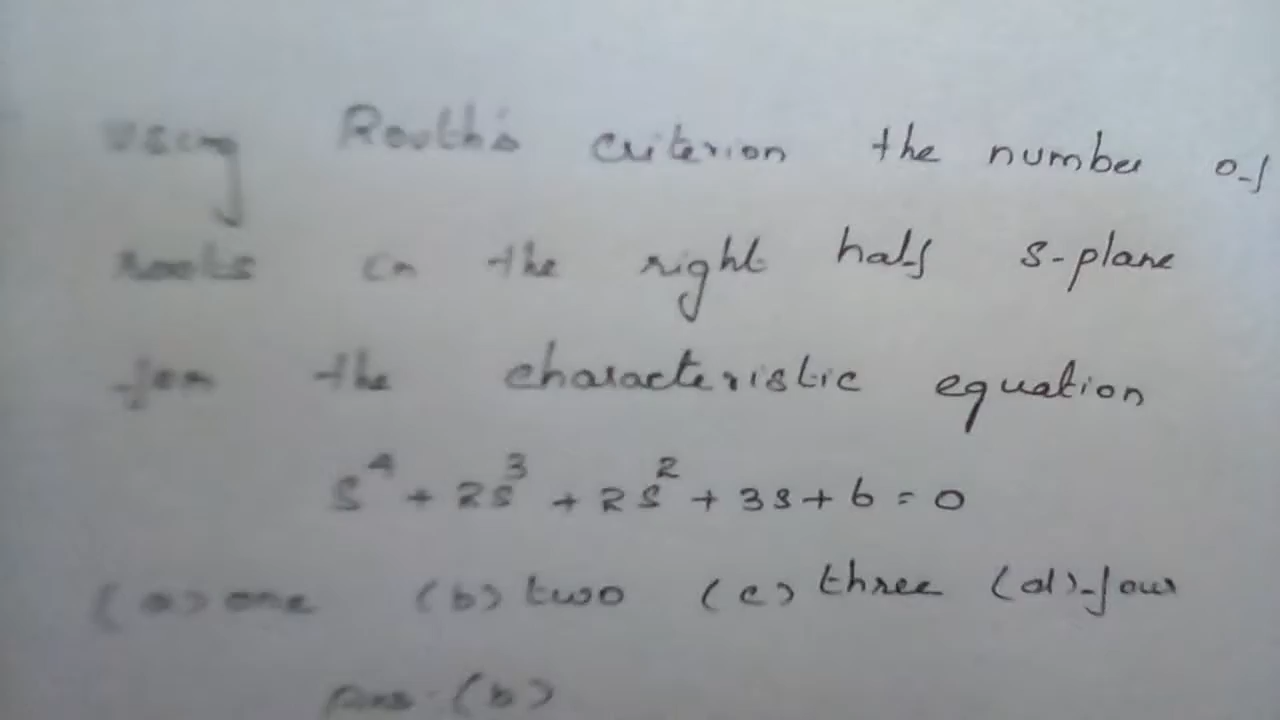 Using Routh's criterion the number of
roots in the right half s-plane
for the characteristic equation
s⁴ + 2s³ + 2s² + 3s + 6 = 0
(a) one (b) two (c) three (d) four
Ans. (b)